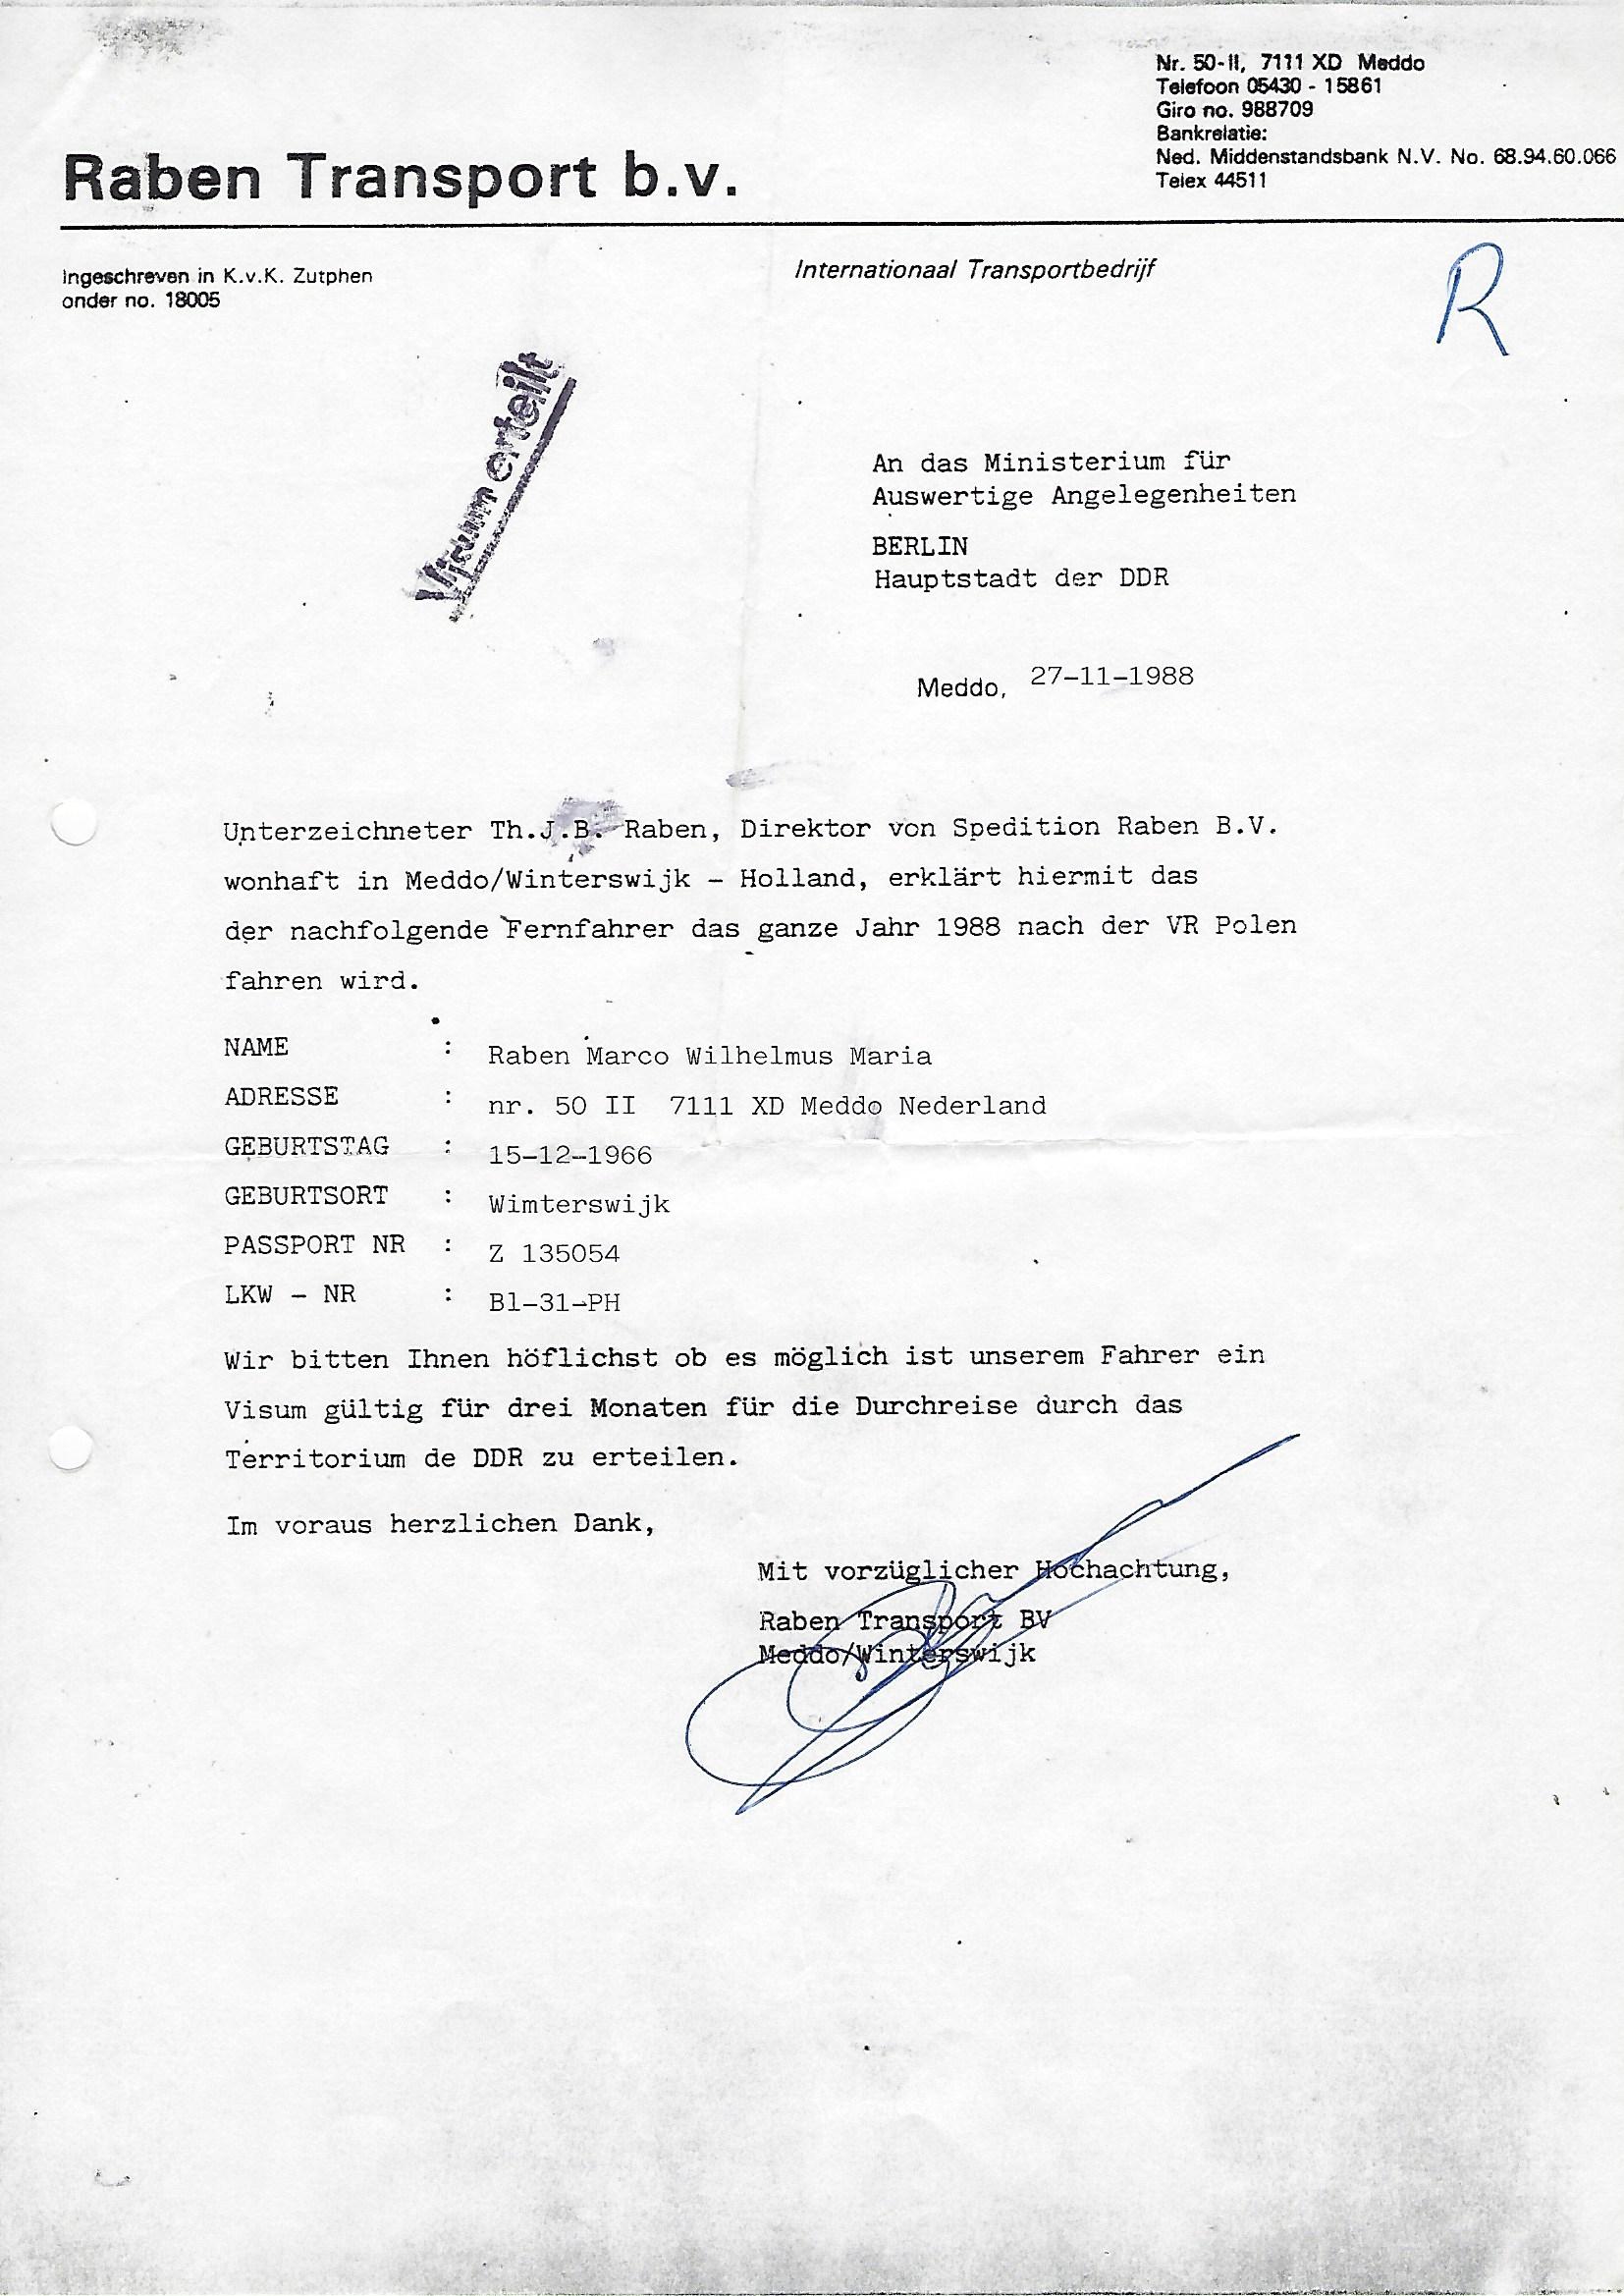 Nr. 50-II, 7111 XD Meddo
Telefoon 05430 - 15861
Giro no. 988709
Bankrelatie:
Ned. Middenstandsbank N.V. No. 68.94.60.066
Telex 44511
Raben Transport b.v.
Ingeschreven in K.v.K. Zutphen
onder no. 18005
Internationaal Transportbedrijf
R
Visum erteilt
An das Ministerium für
Auswertige Angelegenheiten
BERLIN
Hauptstadt der DDR
Meddo, 27-11-1988
Unterzeichneter Th.J.B. Raben, Direktor von Spedition Raben B.V.
wonhaft in Meddo/Winterswijk - Holland, erklärt hiermit das
der nachfolgende Fernfahrer das ganze Jahr 1988 nach der VR Polen
fahren wird.
NAME : Raben Marco Wilhelmus Maria
ADRESSE : nr. 50 II 7111 XD Meddo Nederland
GEBURTSTAG : 15-12-1966
GEBURTSORT : Wimterswijk
PASSPORT NR : Z 135054
LKW - NR : Bl-31-PH
Wir bitten Ihnen höflichst ob es möglich ist unserem Fahrer ein
Visum gültig für drei Monaten für die Durchreise durch das
Territorium de DDR zu erteilen.
Im voraus herzlichen Dank,
Mit vorzüglicher Hochachtung,
Raben Transport BV
Meddo/Winterswijk